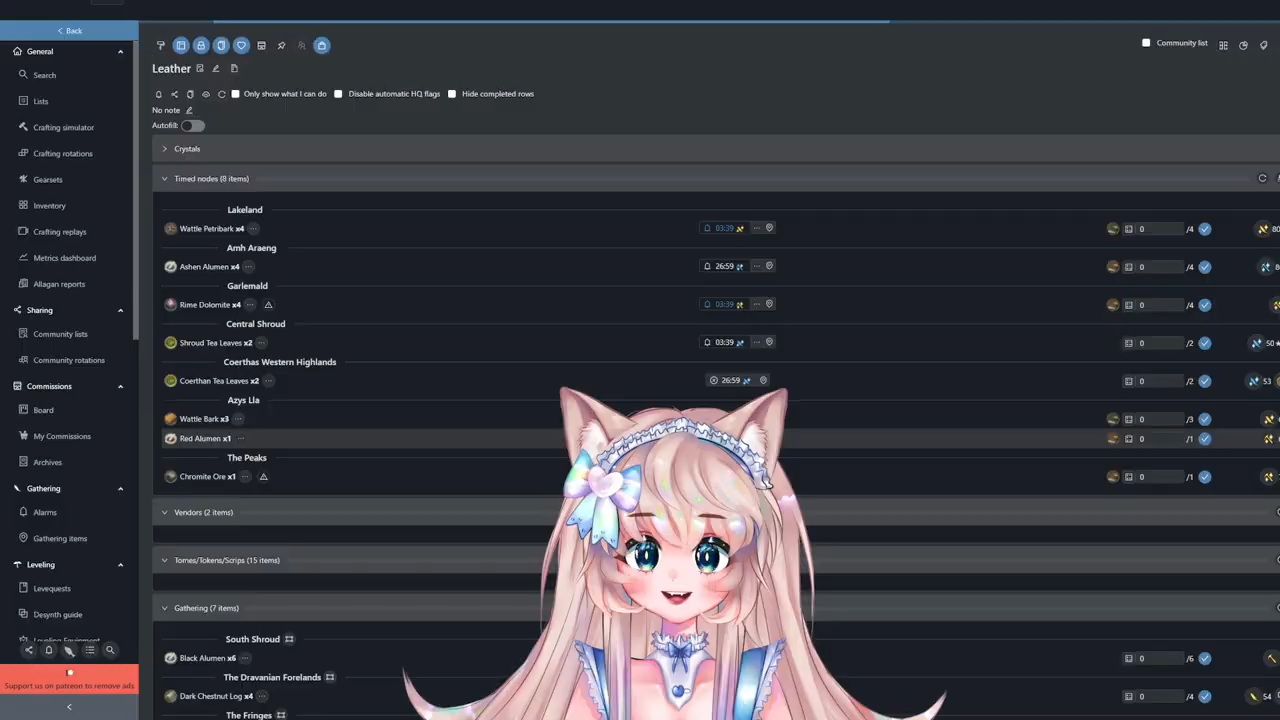 Back
General
Search
Lists
Crafting simulator
Crafting rotations
Gearsets
Inventory
Crafting replays
Metrics dashboard
Allagan reports
Sharing
Community lists
Community rotations
Commissions
Board
My Commissions
Archives
Gathering
Alarms
Gathering items
Leveling
Levequests
Desynth guide
Leveling Equipment
Support us on patreon to remove ads
Community list
Leather
Only show what I can do Disable automatic HQ flags Hide completed rows
No note
Autofill:
Crystals
Timed nodes (8 items)
Lakeland
Wattle Petribark x4 ... 03:39 ... 0 /4 80
Amh Araeng
Ashen Alumen x4 ... 26:59 ... 0 /4
Garlemald
Rime Dolomite x4 ... 03:39 ... 0 /4
Central Shroud
Shroud Tea Leaves x2 ... 03:39 ... 0 /2 50★
Coerthas Western Highlands
Coerthan Tea Leaves x2 ... 26:59 0 /2 53
Azys Lla
Wattle Bark x3 ... 0 /3
Red Alumen x1 ... 0 /1
The Peaks
Chromite Ore x1 ... 0 /1
Vendors (2 items)
Tomes/Tokens/Scrips (15 items)
Gathering (7 items)
South Shroud
Black Alumen x6 ... 0 /6
The Dravanian Forelands
Dark Chestnut Log x4 ... 0 /4 54
The Fringes